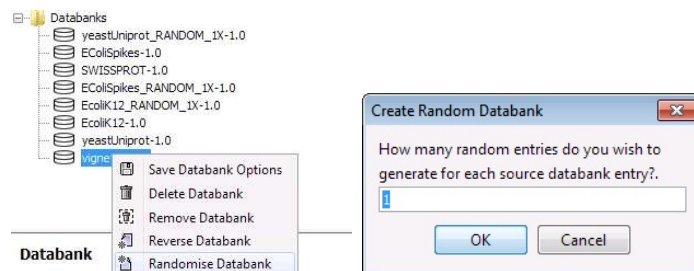 Databanks
yeastUniprot_RANDOM_1X-1.0
EColiSpikes-1.0
SWISSPROT-1.0
EColiSpikes_RANDOM_1X-1.0
EcoliK12_RANDOM_1X-1.0
EcoliK12-1.0
yeastUniprot-1.0
Save Databank Options
Delete Databank
Remove Databank
Reverse Databank
Randomise Databank
Databank
Create Random Databank
How many random entries do you wish to
generate for each source databank entry?.
1
OK
Cancel